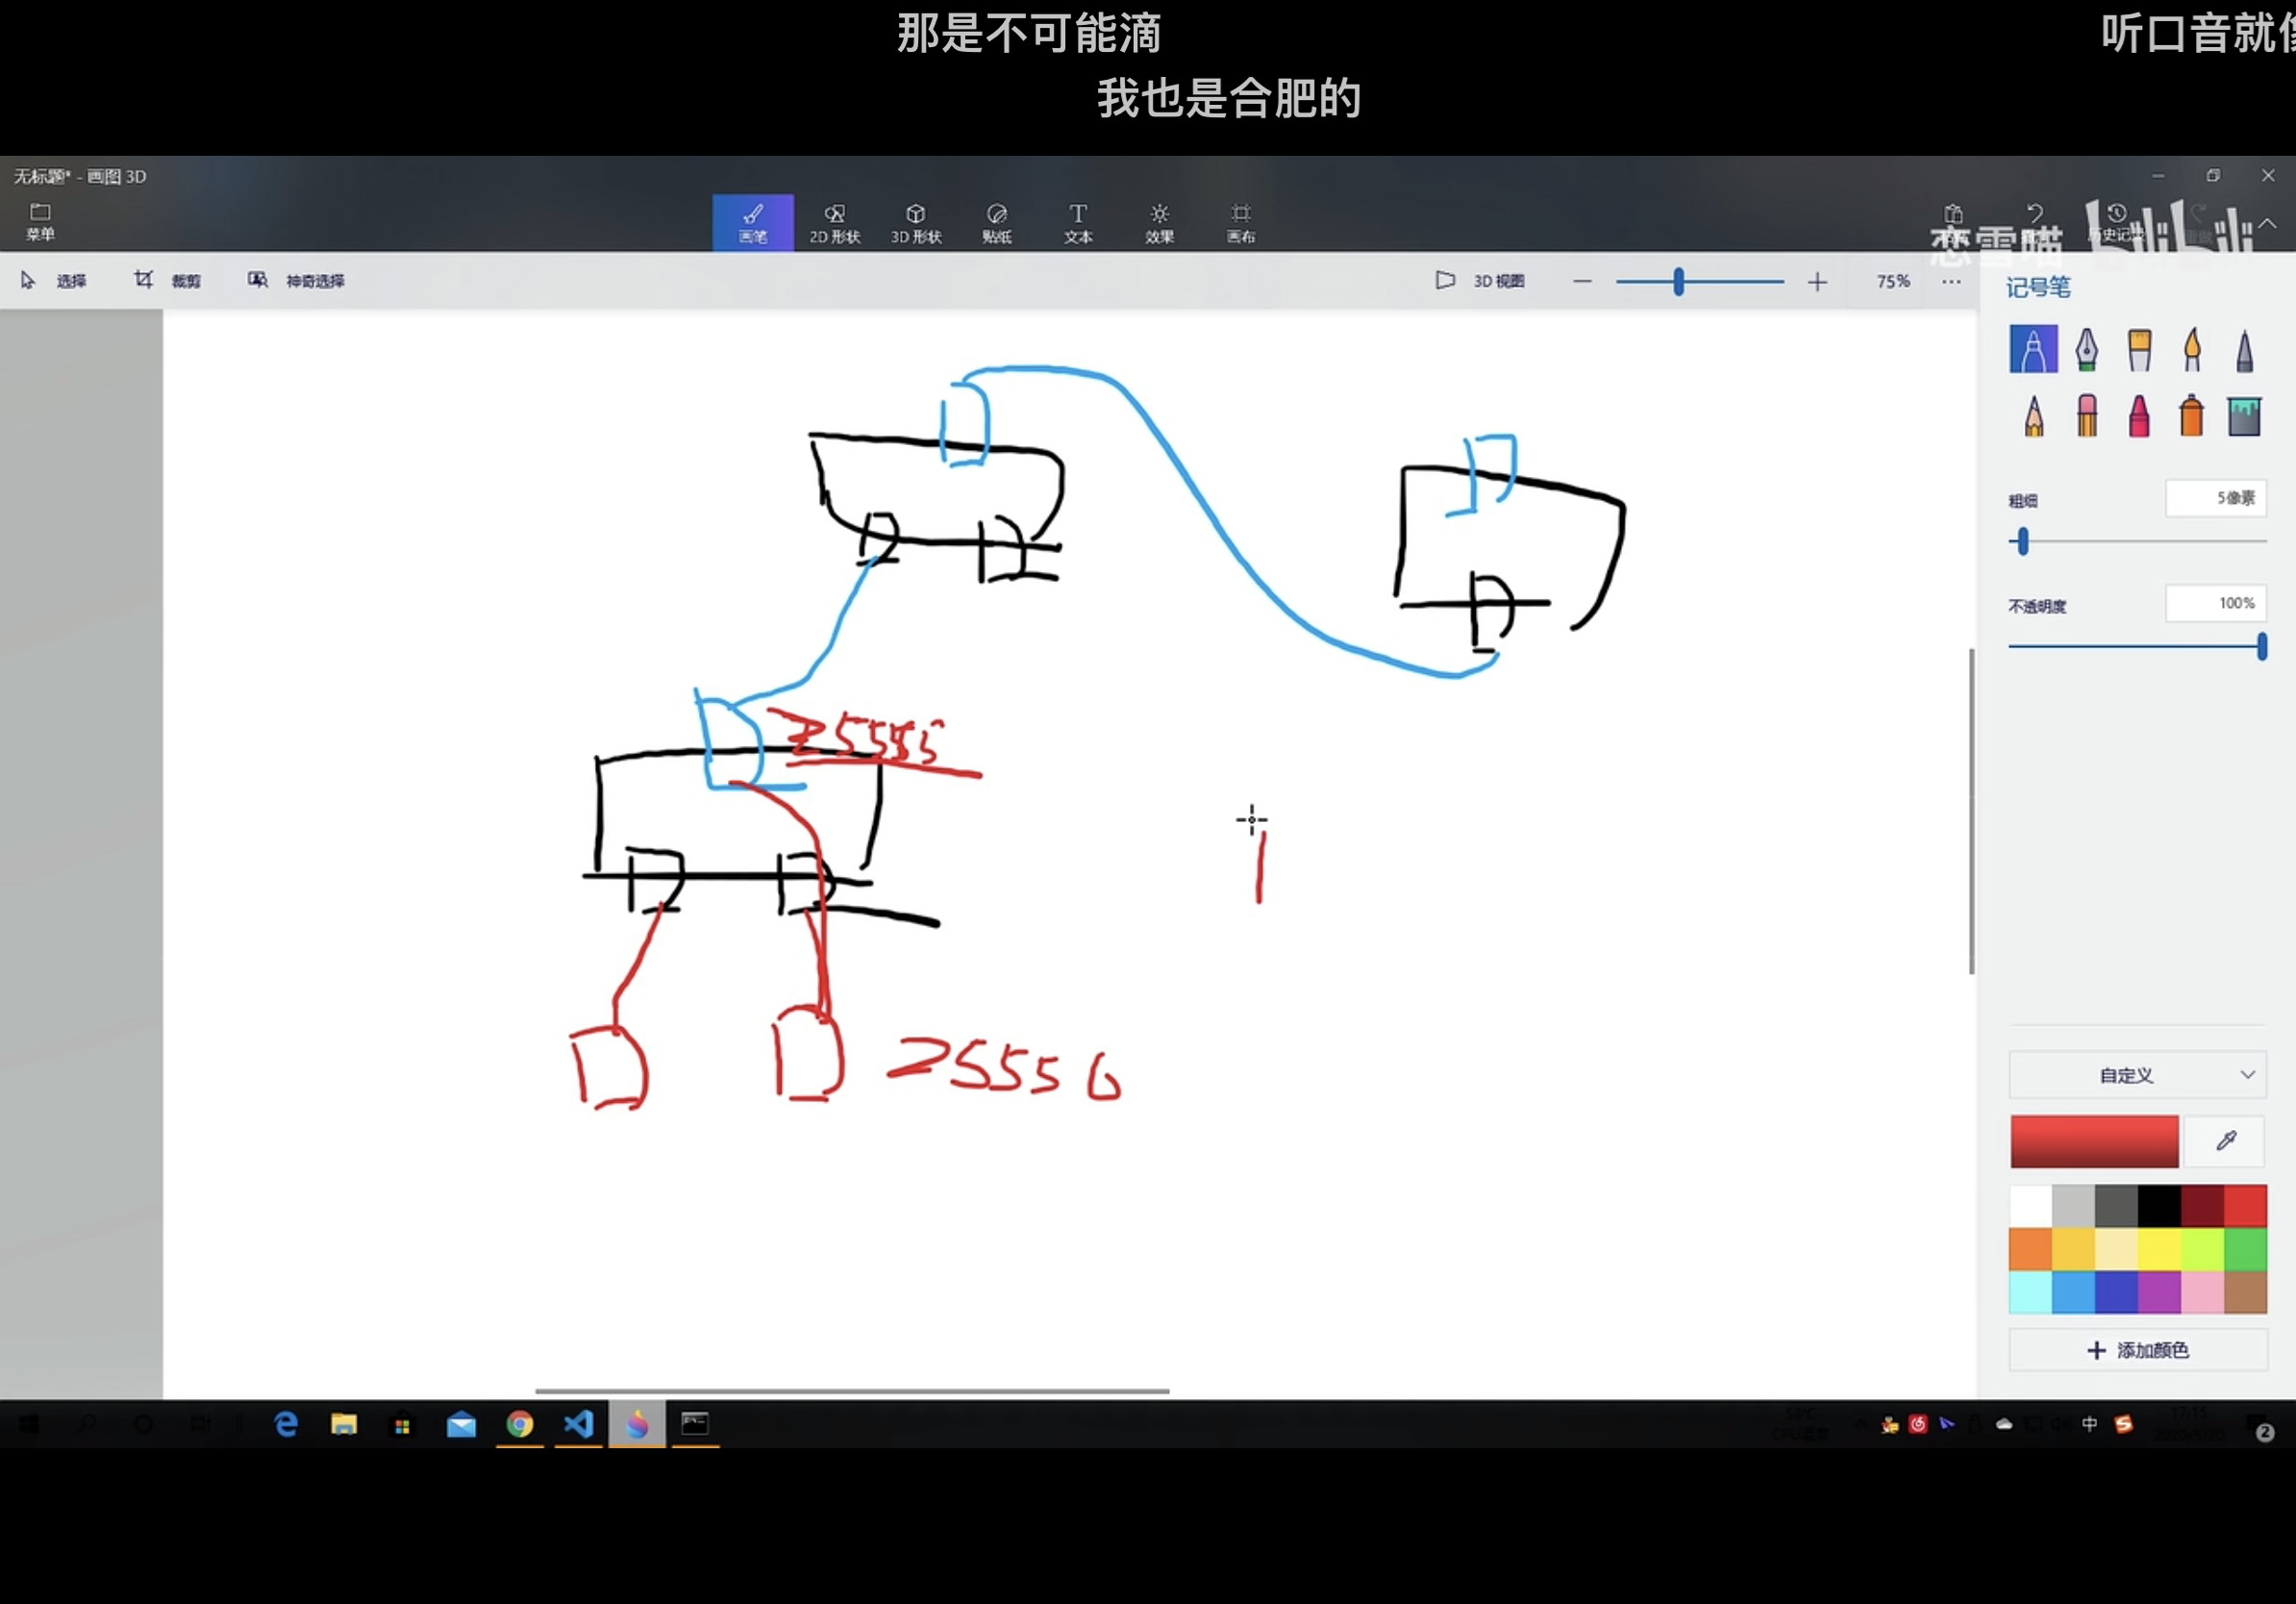 那是不可能滴
听口音就
我也是合肥的
无标题* - 画图 3D
菜单
画笔
2D 形状
3D 形状
贴纸
文本
效果
画布
历史记录
恋雪喵
bilibili
选择
裁剪
神奇选择
3D 视图
75%
记号笔
粗细
5像素
不透明度
100%
25555
25556
自定义
添加颜色
中
2